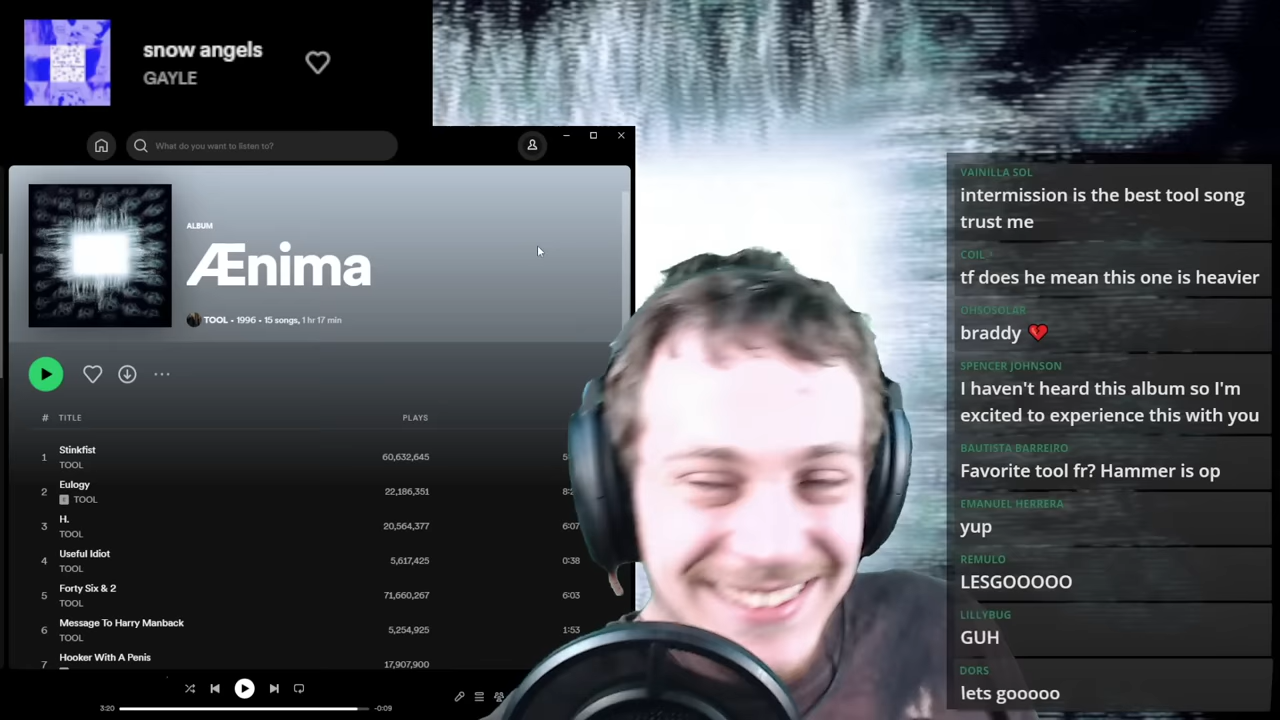 snow angels
GAYLE
What do you want to listen to?
ALBUM
Ænima
TOOL • 1996 • 15 songs, 1 hr 17 min
# TITLE PLAYS
1 Stinkfist 60,632,645
TOOL
2 Eulogy 22,186,351
E TOOL
3 H. 20,564,377 6:07
TOOL
4 Useful Idiot 5,617,425 0:38
TOOL
5 Forty Six & 2 71,660,267 6:03
TOOL
6 Message To Harry Manback 5,254,925 1:53
TOOL
7 Hooker With A Penis 17,907,900
3:20 -0:09
VAINILLA SOL
intermission is the best tool song
trust me
COIL
tf does he mean this one is heavier
OHSOSOLAR
braddy 💔
SPENCER JOHNSON
I haven't heard this album so I'm
excited to experience this with you
BAUTISTA BARREIRO
Favorite tool fr? Hammer is op
EMANUEL HERRERA
yup
REMULO
LESGOOOOO
LILLYBUG
GUH
DORS
lets gooooo